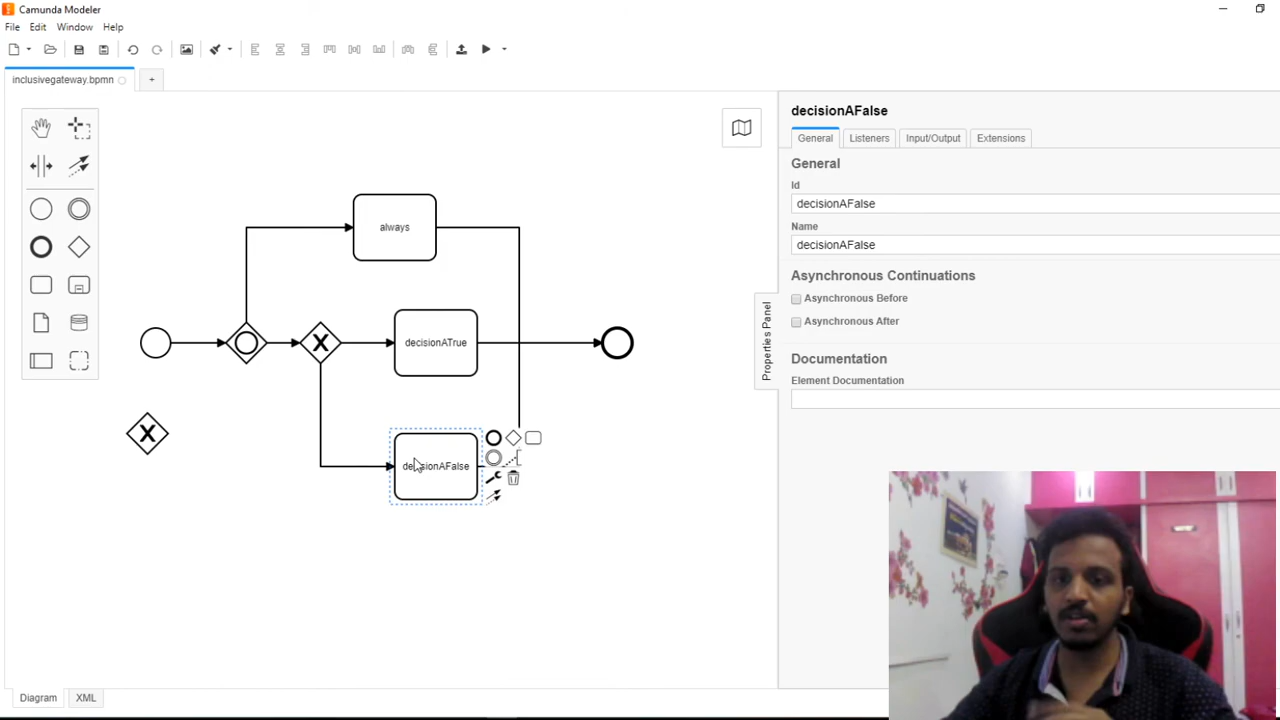 Camunda Modeler
File Edit Window Help
inclusivegateway.bpmn
+
decisionAFalse
General Listeners Input/Output Extensions
General
Id
decisionAFalse
Name
decisionAFalse
Asynchronous Continuations
Asynchronous Before
Asynchronous After
Documentation
Element Documentation
Properties Panel
always
X
decisionATrue
X
decisionAFalse
Diagram XML